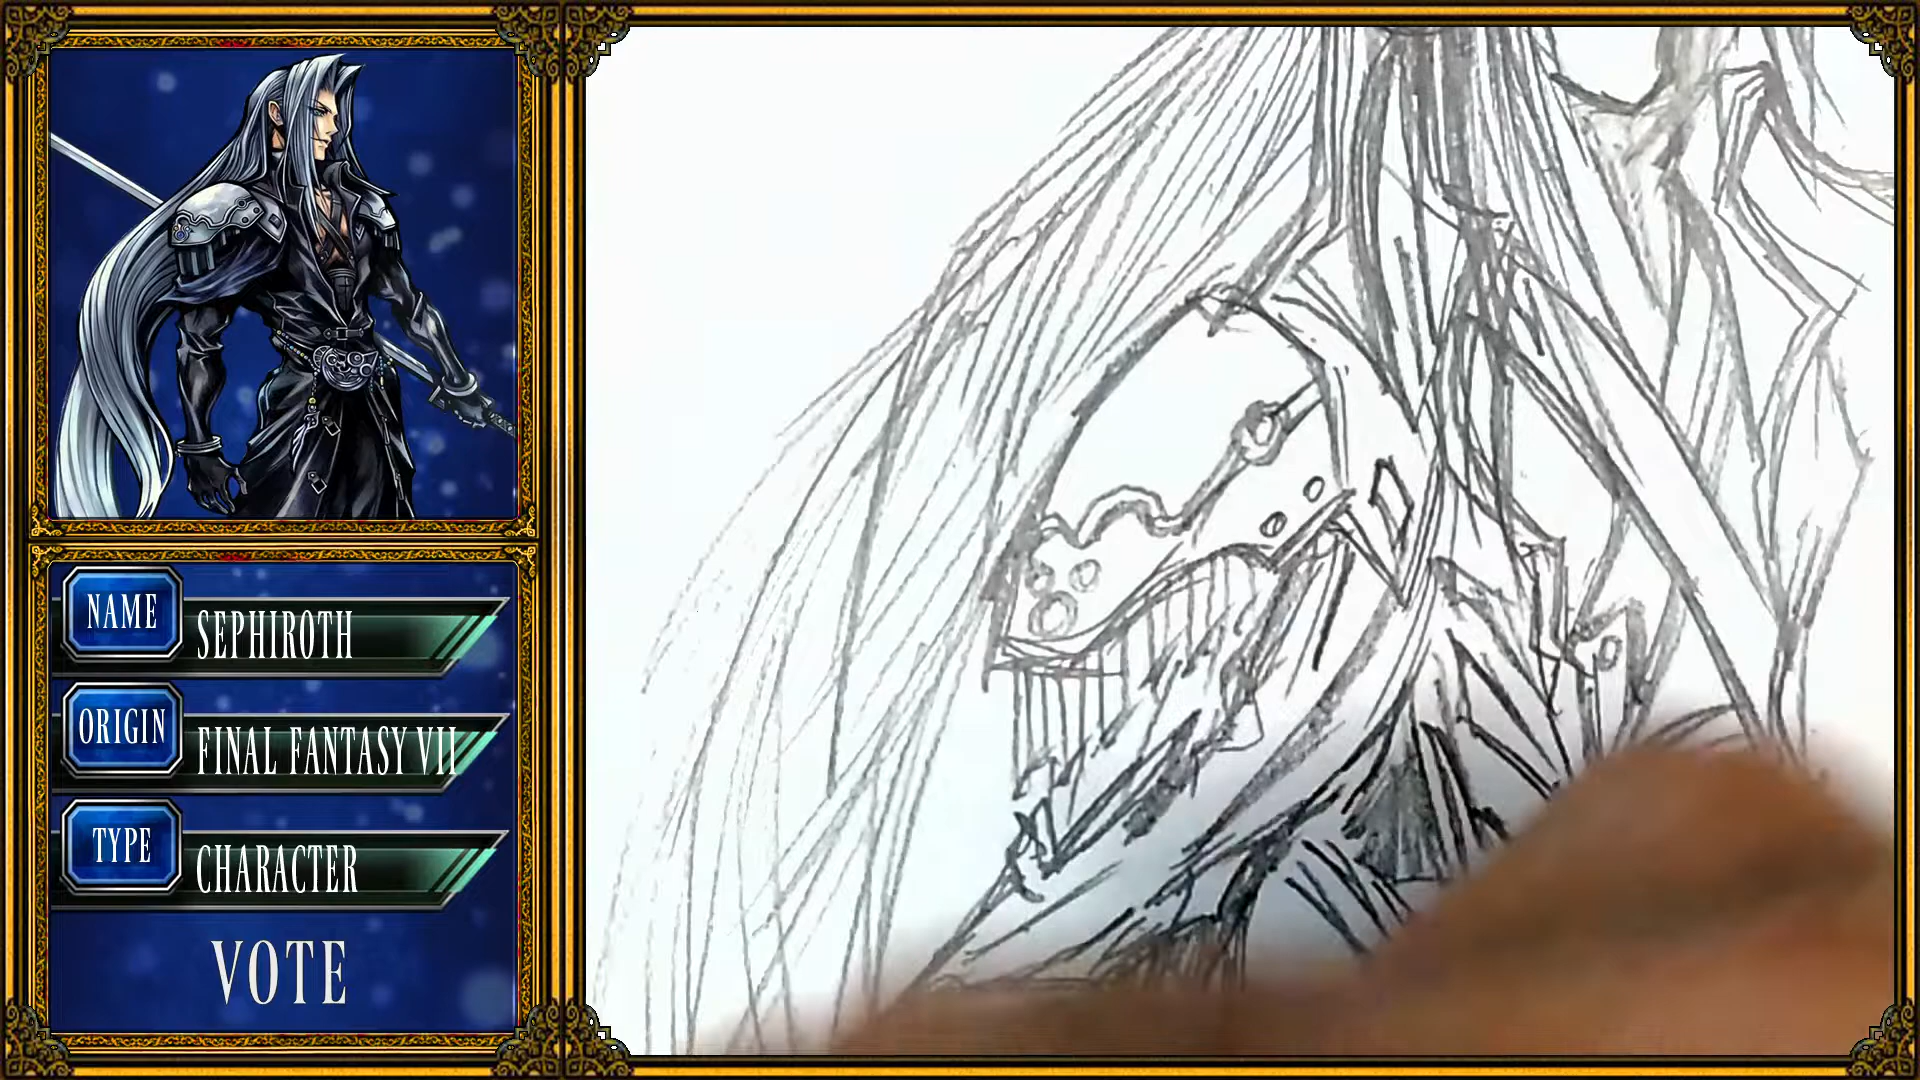 NAME
SEPHIROTH
ORIGIN
FINAL FANTASY VII
TYPE
CHARACTER
VOTE